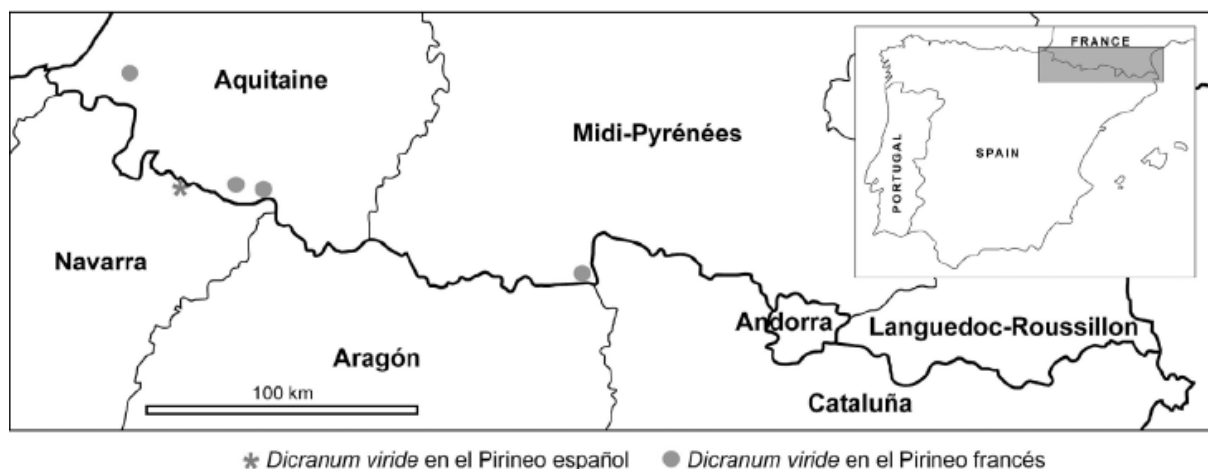 FRANCE
Aquitaine
Midi-Pyrénées
SPAIN
PORTUGAL
Navarra
Andorra
Languedoc-Roussillon
Aragón
100 km
Cataluña
* Dicranum viride en el Pirineo español ● Dicranum viride en el Pirineo francés